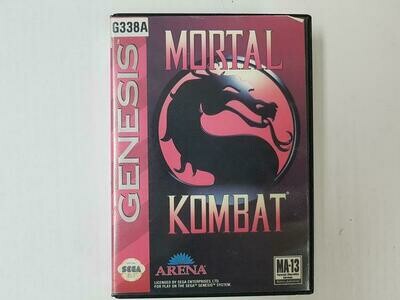 G338A
GENESIS
MORTAL
KOMBAT
SEGA
ARENA
LICENSED BY SEGA ENTERPRISES, LTD.
FOR PLAY ON THE SEGA® GENESIS™ SYSTEM.
MA-13